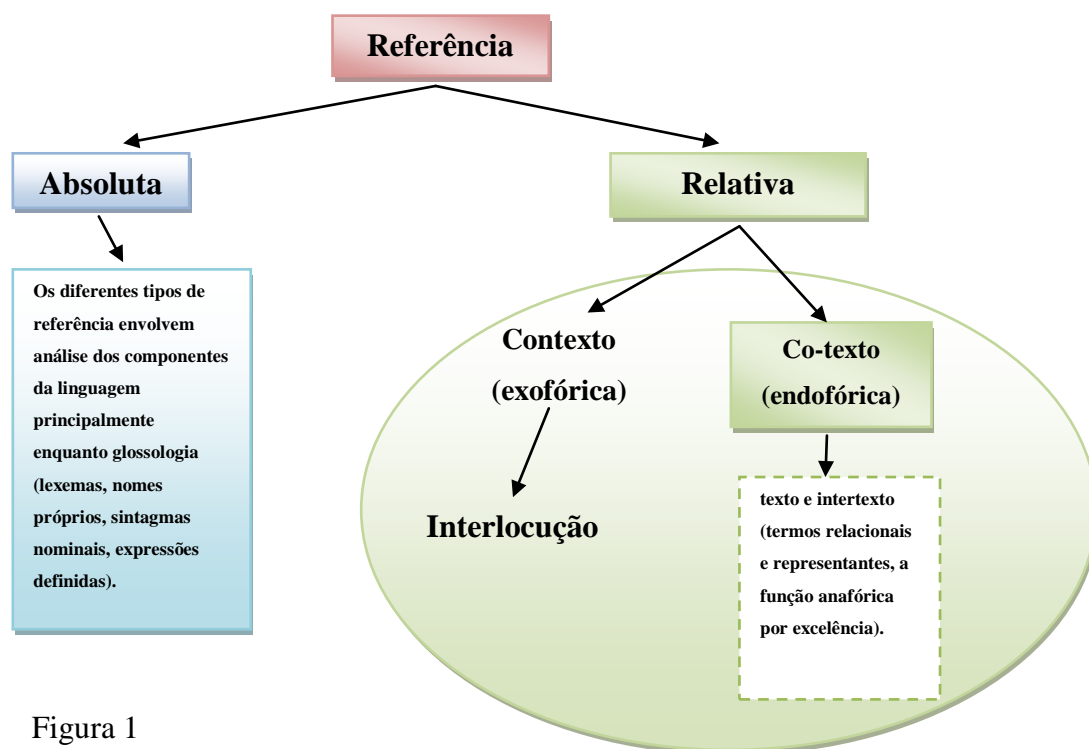 Referência
Absoluta
Relativa
Os diferentes tipos de
referência envolvem
análise dos componentes
da linguagem
principalmente
enquanto glossologia
(lexemas, nomes
próprios, sintagmas
nominais, expressões
definidas).
Contexto
(exofórica)
Interlocução
Co-texto
(endofórica)
texto e intertexto
(termos relacionais
e representantes, a
função anafórica
por excelência).
Figura 1